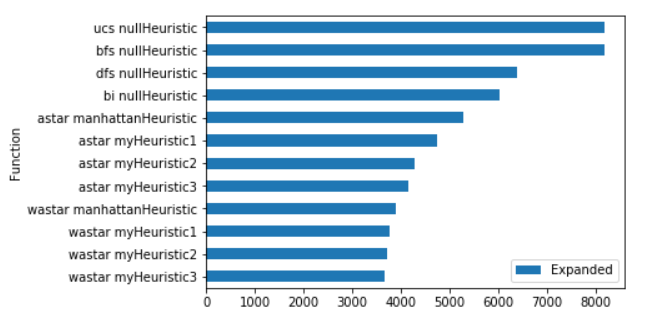 ucs nullHeuristic
bfs nullHeuristic
dfs nullHeuristic
bi nullHeuristic
astar manhattanHeuristic
astar myHeuristic1
astar myHeuristic2
astar myHeuristic3
wastar manhattanHeuristic
wastar myHeuristic1
wastar myHeuristic2
wastar myHeuristic3
Function
Expanded
0 1000 2000 3000 4000 5000 6000 7000 8000